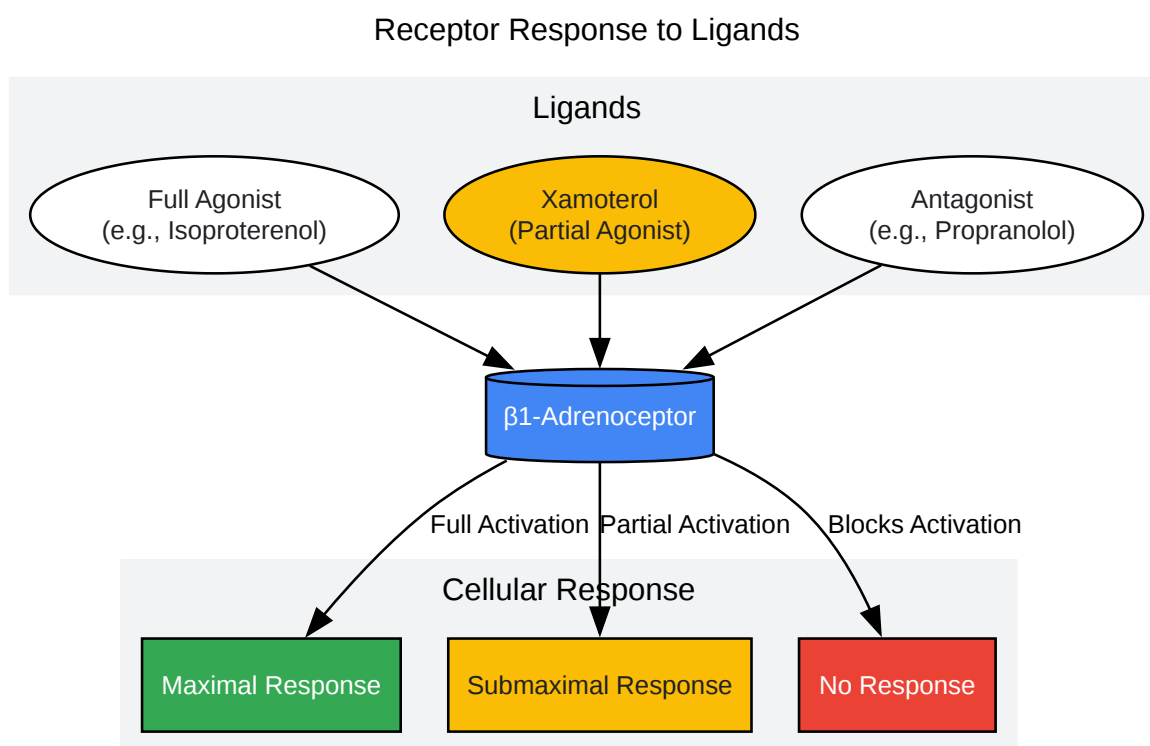 Receptor Response to Ligands
Ligands
Full Agonist
(e.g., Isoproterenol)
Xamoterol
(Partial Agonist)
Antagonist
(e.g., Propranolol)
β1-Adrenoceptor
Full Activation
Partial Activation
Blocks Activation
Cellular Response
Maximal Response
Submaximal Response
No Response